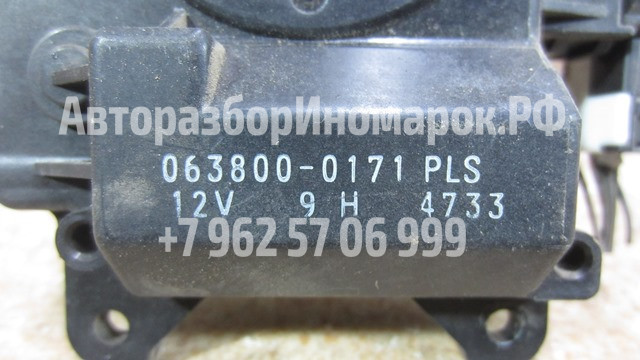 АвторазборИномарок.РФ
063800-0171 PLS
12V 9 H 4733
+7 962 57 06 999